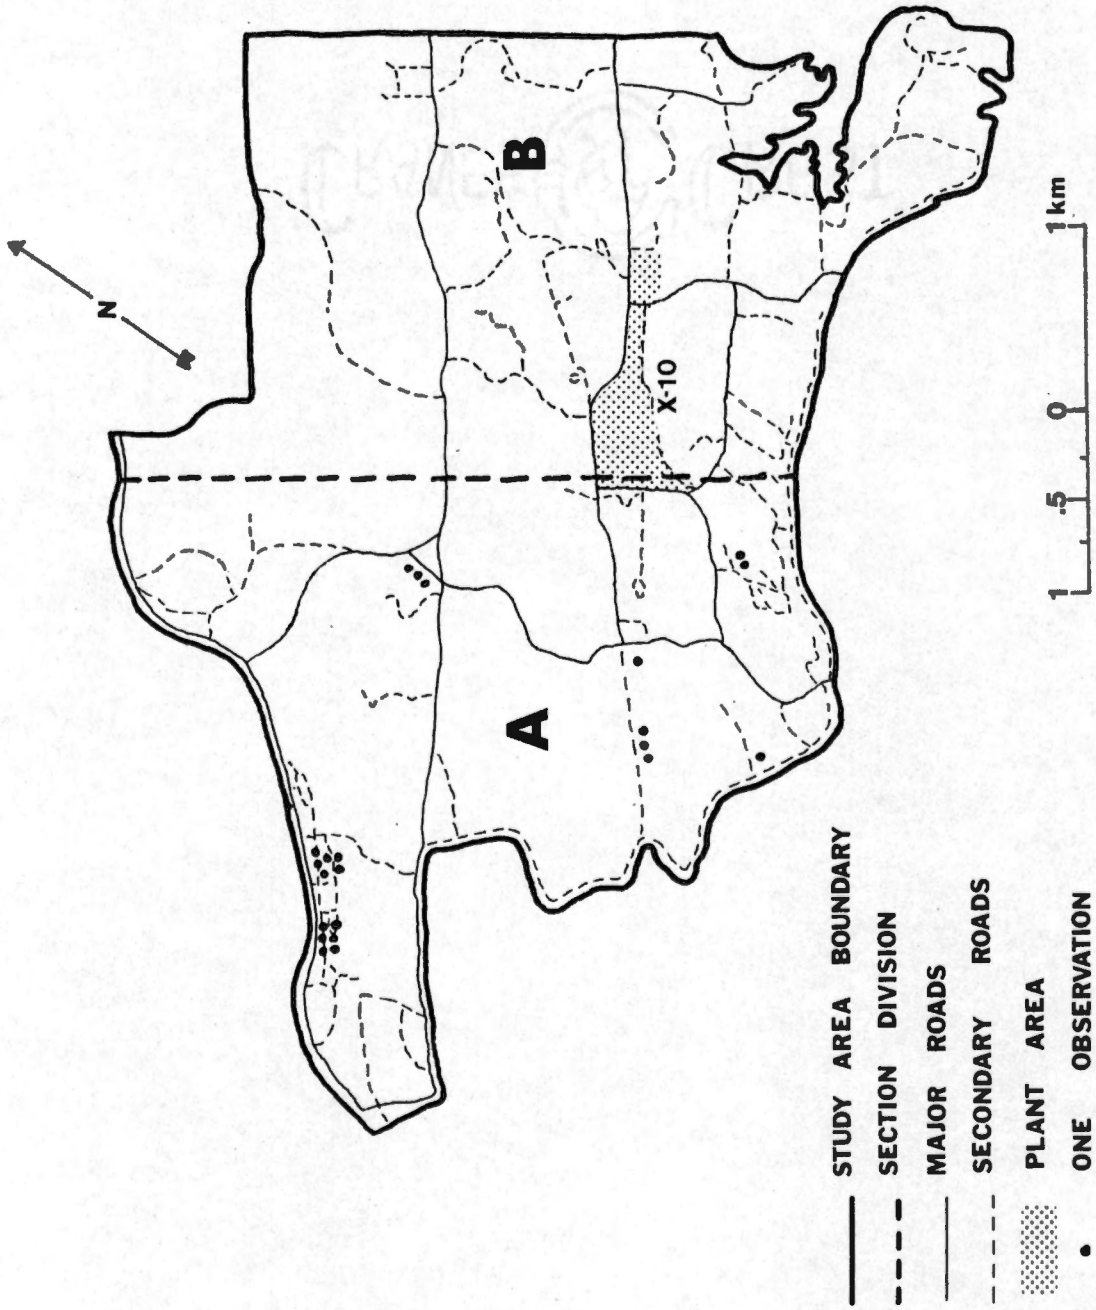 N
A
B
X-10
STUDY AREA BOUNDARY
SECTION DIVISION
MAJOR ROADS
SECONDARY ROADS
PLANT AREA
ONE OBSERVATION
1 .5 0 1 km